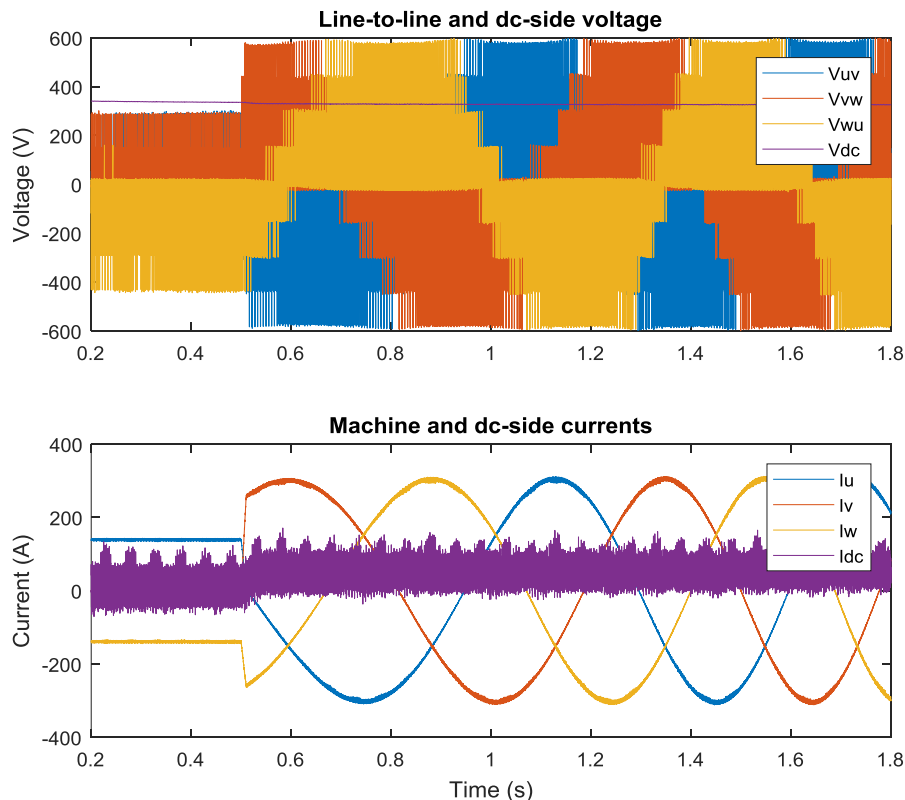 Line-to-line and dc-side voltage
600
400
200
0
-200
-400
-600
Voltage (V)
Vuv
Vvw
Vwu
Vdc
0.2 0.4 0.6 0.8 1 1.2 1.4 1.6 1.8
Machine and dc-side currents
400
200
0
-200
-400
Current (A)
Iu
Iv
Iw
Idc
0.2 0.4 0.6 0.8 1 1.2 1.4 1.6 1.8
Time (s)